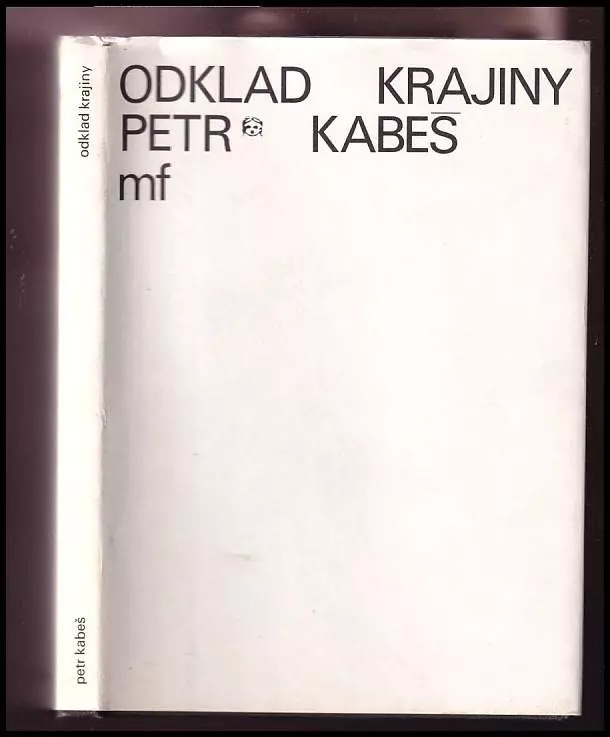 ODKLAD KRAJINY
PETR KABEŠ
mf
odklad krajiny
petr kabeš